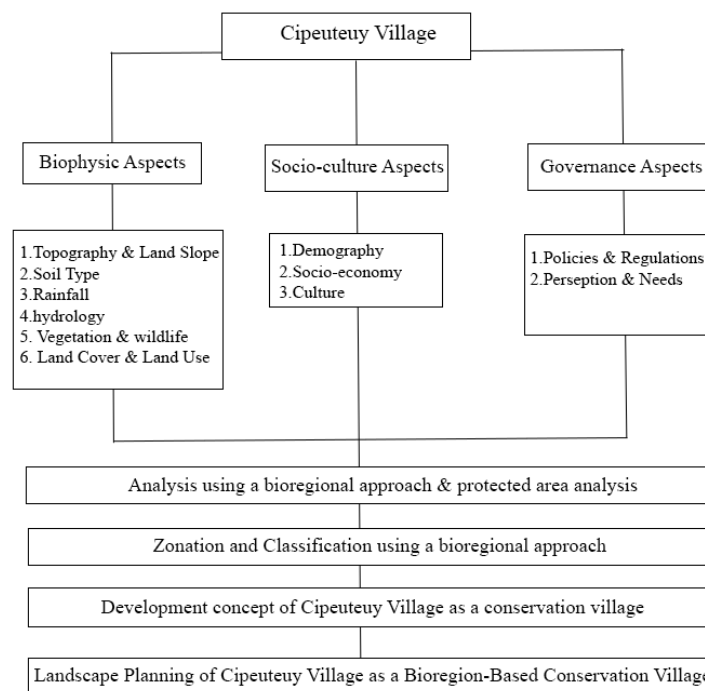 Cipeuteuy Village
Biophysic Aspects
Socio-culture Aspects
Governance Aspects
1.Topography & Land Slope
2.Soil Type
3.Rainfall
4.hydrology
5. Vegetation & wildlife
6. Land Cover & Land Use
1.Demography
2.Socio-economy
3.Culture
1.Policies & Regulations
2.Perseption & Needs
Analysis using a bioregional approach & protected area analysis
Zonation and Classification using a bioregional approach
Development concept of Cipeuteuy Village as a conservation village
Landscape Planning of Cipeuteuy Village as a Bioregion-Based Conservation Village